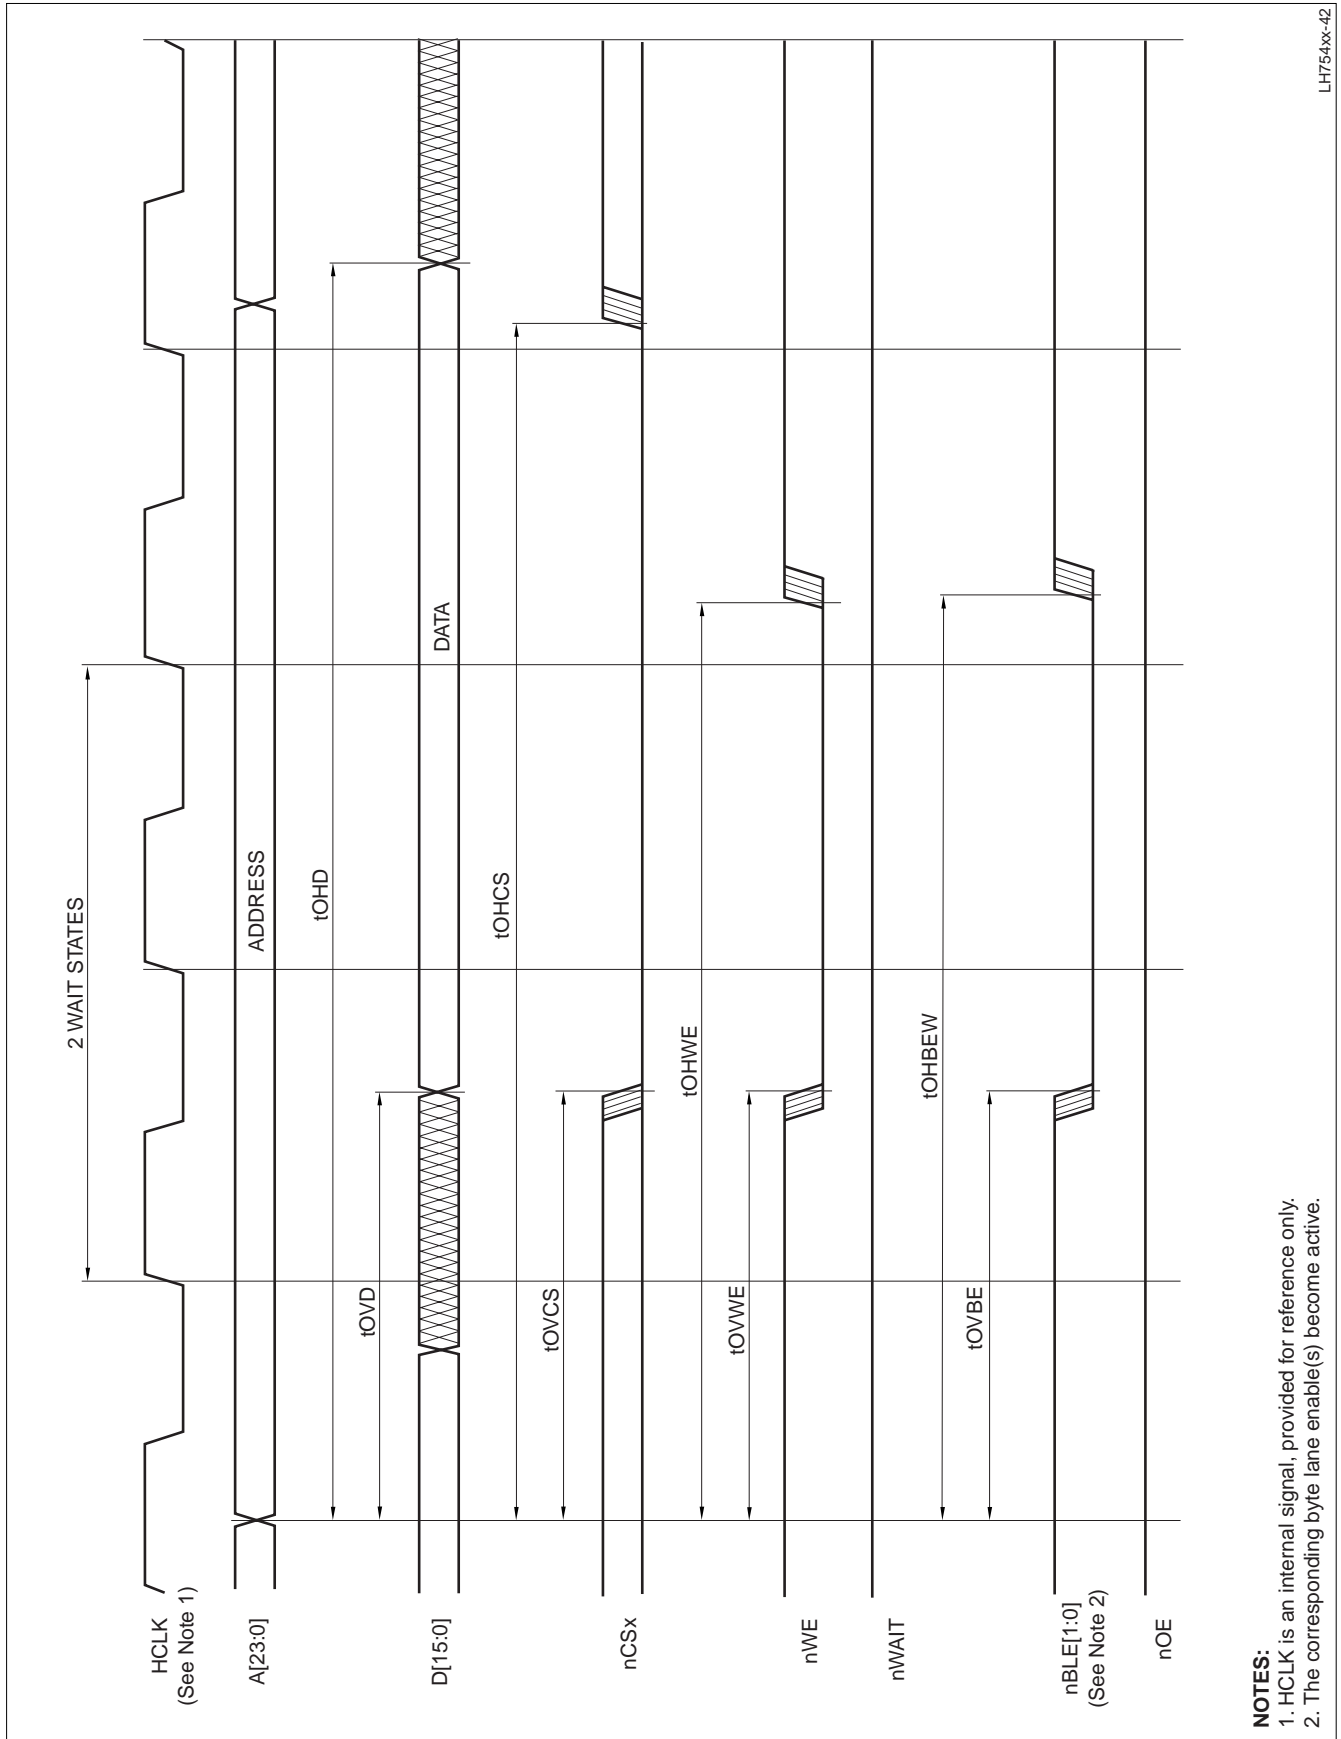 2 WAIT STATES
HCLK
(See Note 1)
A[23:0]
ADDRESS
tOHD
tOVD
D[15:0]
DATA
tOHCS
tOVCS
nCSx
tOHWE
tOVWE
nWE
nWAIT
tOHBEW
tOVBE
nBLE[1:0]
(See Note 2)
nOE
NOTES:
1. HCLK is an internal signal, provided for reference only.
2. The corresponding byte lane enable(s) become active.
LH754xx-42